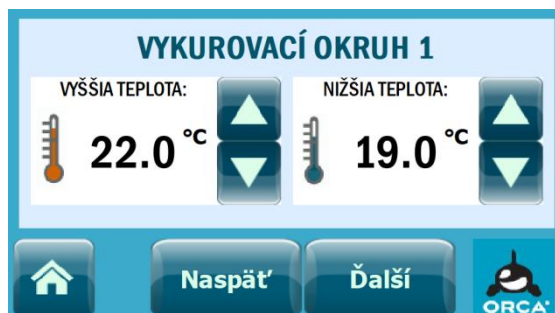 VYKUROVACÍ OKRUH 1
VYŠŠIA TEPLOTA:
22.0 °C
NIŽŠIA TEPLOTA:
19.0 °C
Naspäť
Ďalší
ORCA®